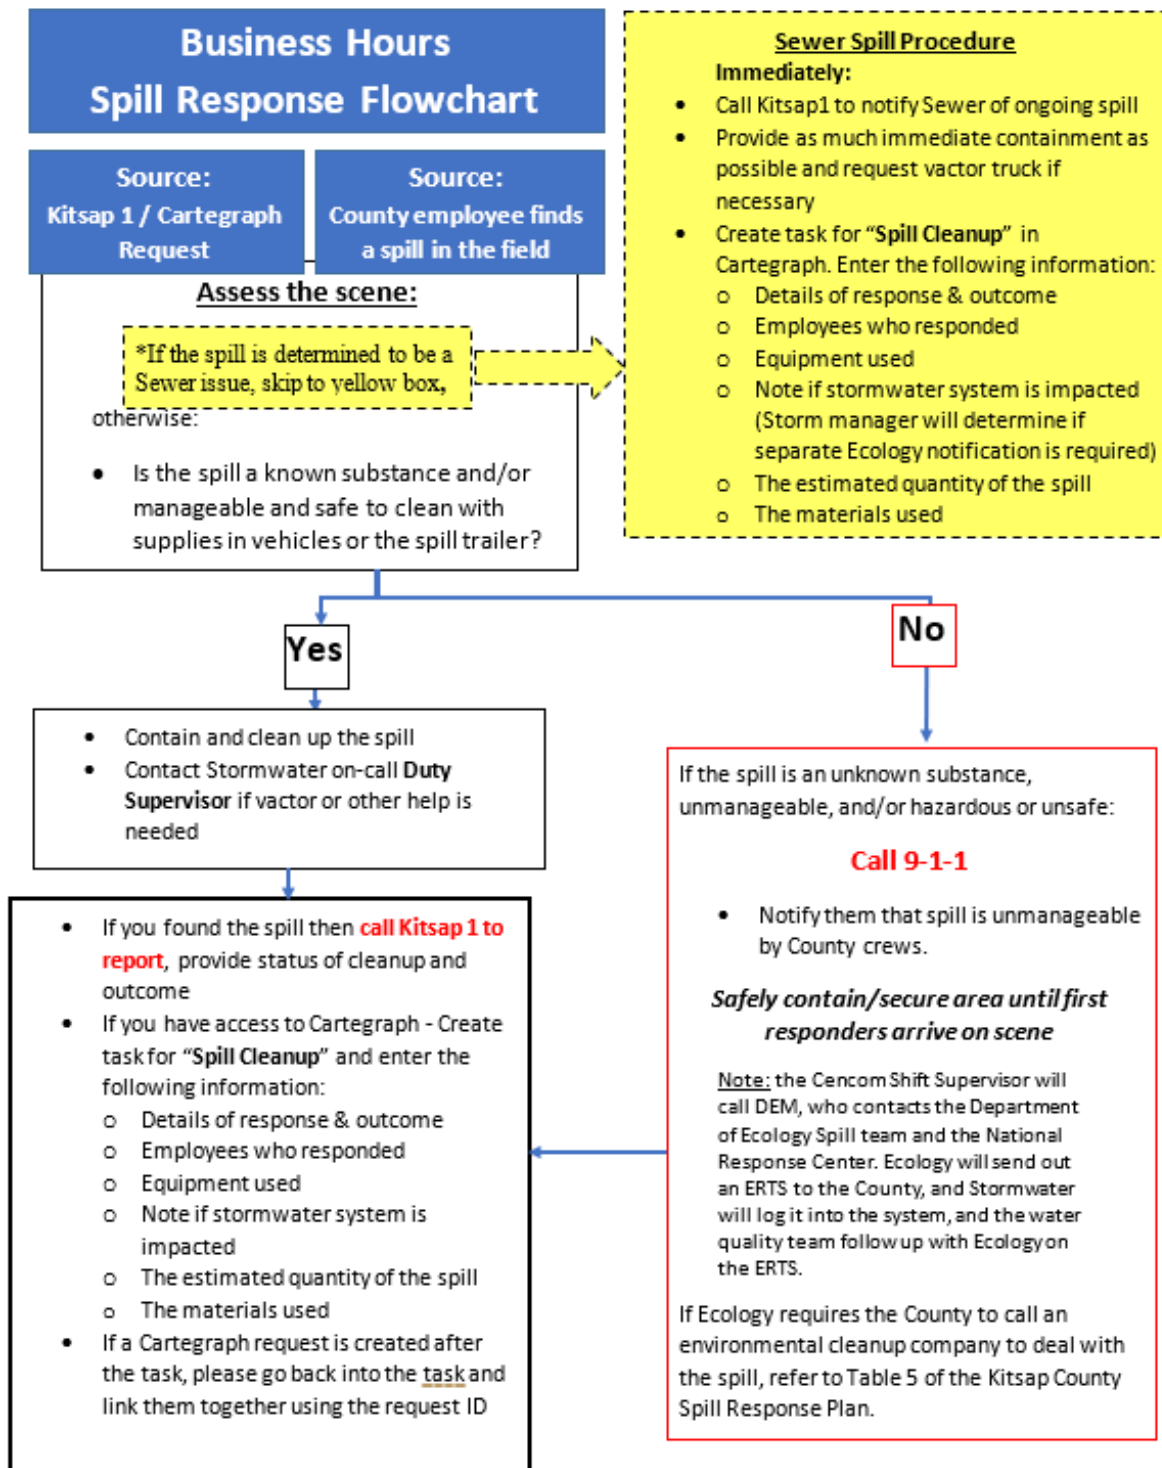 Business Hours
Spill Response Flowchart
Source:
Kitsap 1 / Cartegraph
Request
Source:
County employee finds
a spill in the field
Assess the scene:
*If the spill is determined to be a
Sewer issue, skip to yellow box,
otherwise:
• Is the spill a known substance and/or
manageable and safe to clean with
supplies in vehicles or the spill trailer?
Sewer Spill Procedure
Immediately:
• Call Kitsap1 to notify Sewer of ongoing spill
• Provide as much immediate containment as
possible and request vactor truck if
necessary
• Create task for “Spill Cleanup” in
Cartegraph. Enter the following information:
o Details of response & outcome
o Employees who responded
o Equipment used
o Note if stormwater system is impacted
(Storm manager will determine if
separate Ecology notification is required)
o The estimated quantity of the spill
o The materials used
Yes
No
• Contain and clean up the spill
• Contact Stormwater on-call Duty
Supervisor if vactor or other help is
needed
• If you found the spill then call Kitsap 1 to
report, provide status of cleanup and
outcome
• If you have access to Cartegraph - Create
task for “Spill Cleanup” and enter the
following information:
o Details of response & outcome
o Employees who responded
o Equipment used
o Note if stormwater system is
impacted
o The estimated quantity of the spill
o The materials used
• If a Cartegraph request is created after
the task, please go back into the task and
link them together using the request ID
If the spill is an unknown substance,
unmanageable, and/or hazardous or unsafe:
Call 9-1-1
• Notify them that spill is unmanageable
by County crews.
Safely contain/secure area until first
responders arrive on scene
Note: the Cencom Shift Supervisor will
call DEM, who contacts the Department
of Ecology Spill team and the National
Response Center. Ecology will send out
an ERTS to the County, and Stormwater
will log it into the system, and the water
quality team follow up with Ecology on
the ERTS.
If Ecology requires the County to call an
environmental cleanup company to deal with
the spill, refer to Table 5 of the Kitsap County
Spill Response Plan.